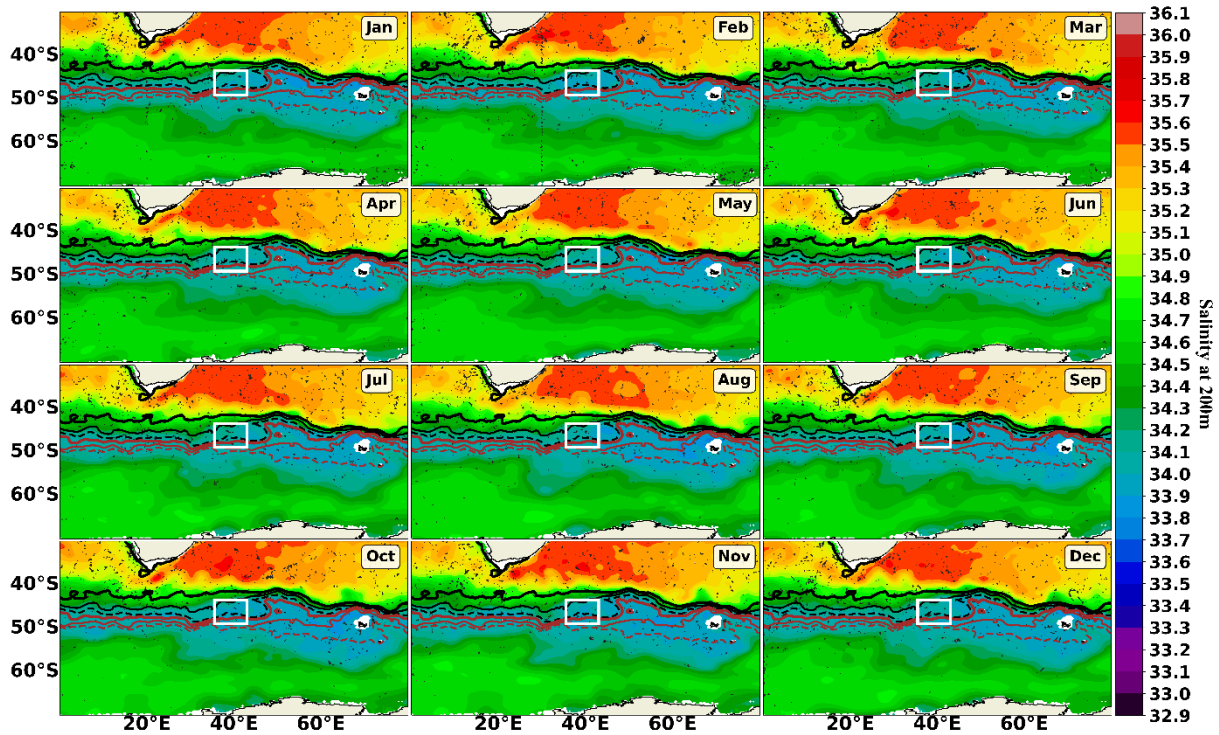 Jan
Feb
Mar
40°S
50°S
60°S
Apr
May
Jun
40°S
50°S
60°S
Jul
Aug
Sep
40°S
50°S
60°S
Oct
Nov
Dec
40°S
50°S
60°S
20°E 40°E 60°E
20°E 40°E 60°E
20°E 40°E 60°E
36.1
36.0
35.9
35.8
35.7
35.6
35.5
35.4
35.3
35.2
35.1
35.0
34.9
34.8
34.7
34.6
34.5
34.4
34.3
34.2
34.1
34.0
33.9
33.8
33.7
33.6
33.5
33.4
33.3
33.2
33.1
33.0
32.9
Salinity at 200m